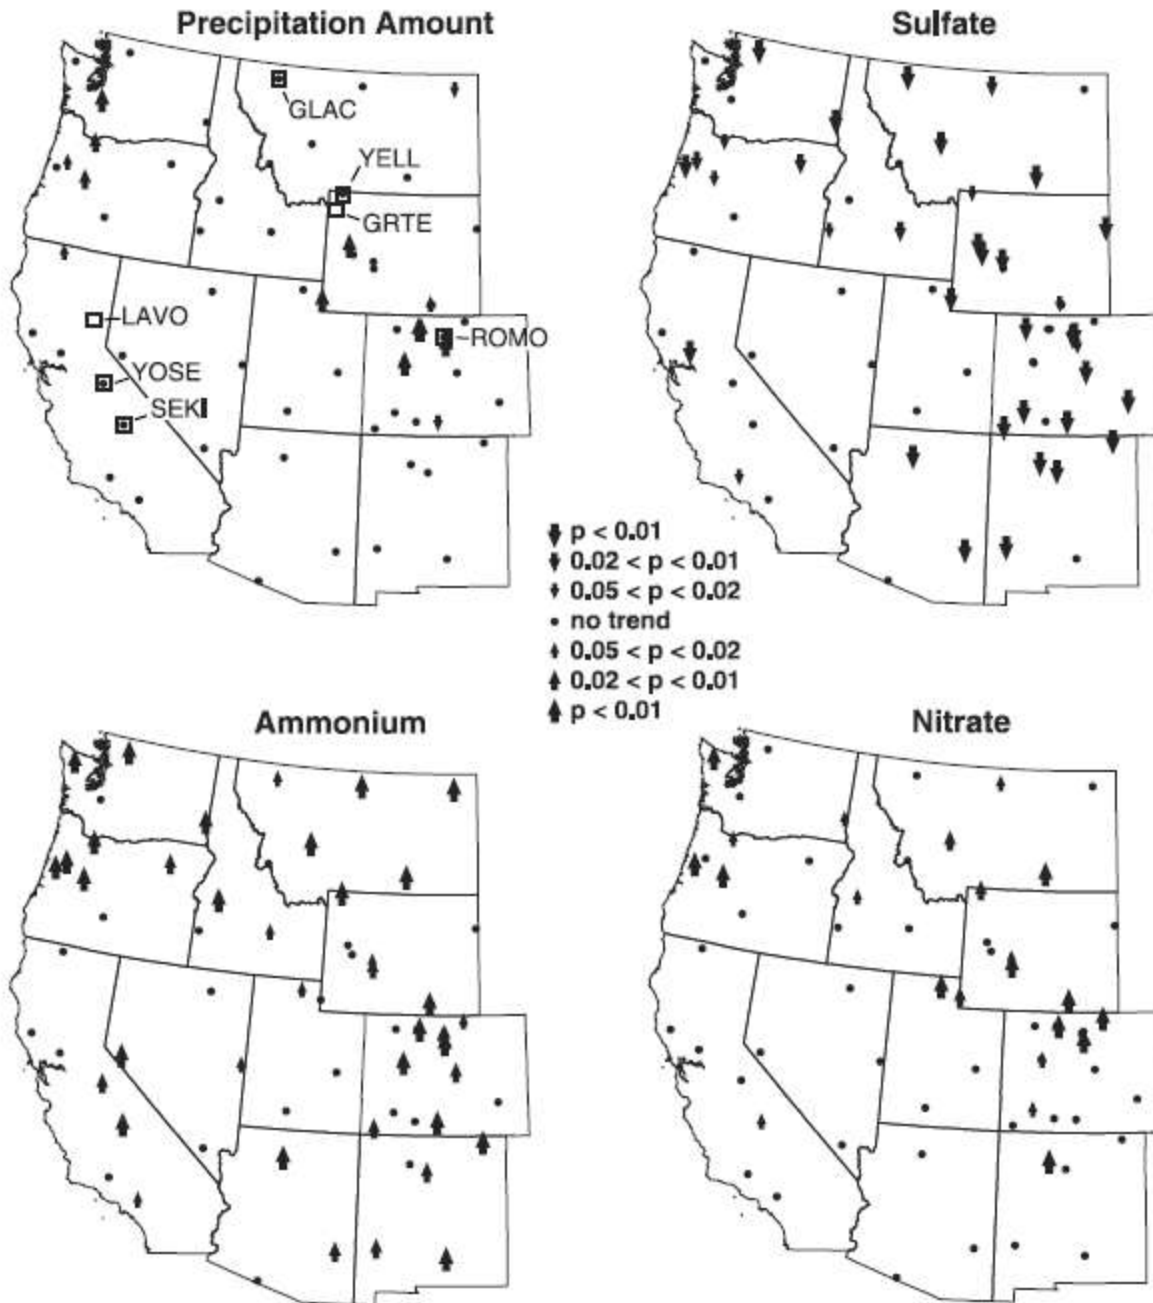 Precipitation Amount
Sulfate
GLAC
YELL
GRTE
LAVO
ROMO
YOSE
SEKI
p < 0.01
0.02 < p < 0.01
0.05 < p < 0.02
no trend
0.05 < p < 0.02
0.02 < p < 0.01
p < 0.01
Ammonium
Nitrate